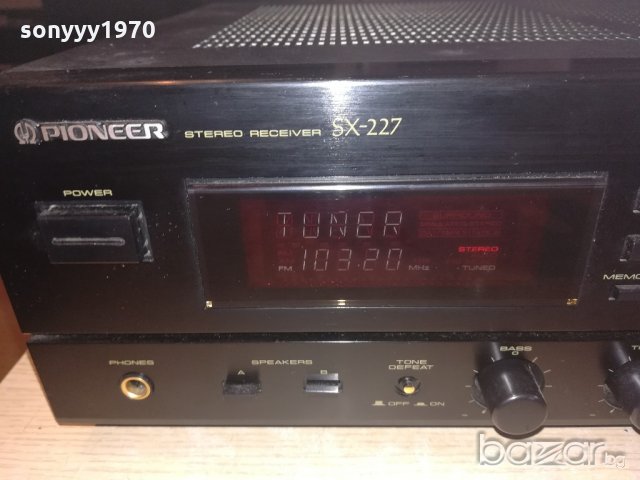 sonyyy1970
PIONEER STEREO RECEIVER SX-227
POWER
TUNER
STEREO
FM 103.20 MHz TUNED
MEMO
PHONES
SPEAKERS
A B
TONE
DEFEAT
OFF ON
BASS
0
bazar.bg